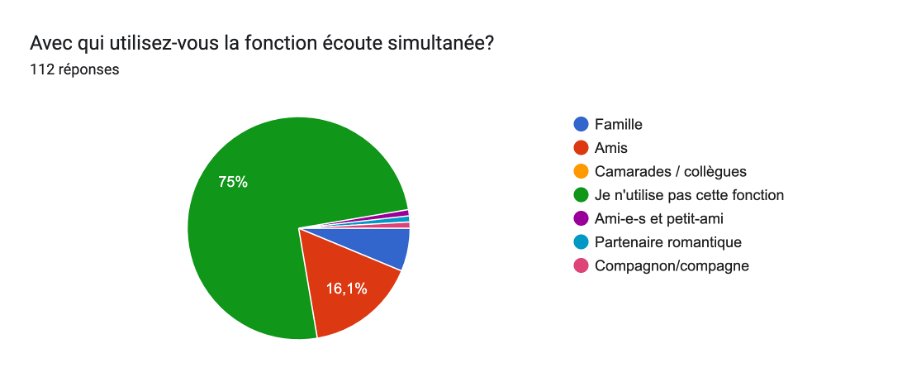 Avec qui utilisez-vous la fonction écoute simultanée?
112 réponses
Famille
Amis
Camarades / collègues
Je n'utilise pas cette fonction
Ami-e-s et petit-ami
Partenaire romantique
Compagnon/compagne
75%
16,1%